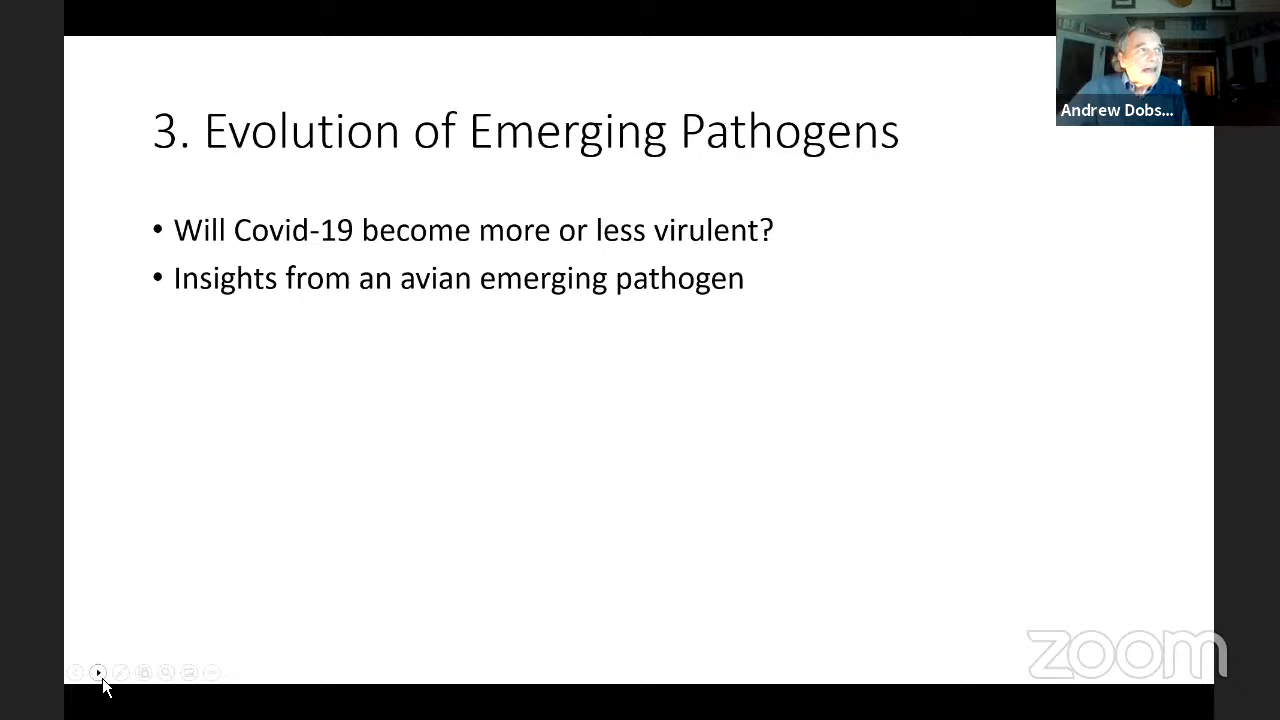 3. Evolution of Emerging Pathogens
• Will Covid-19 become more or less virulent?
• Insights from an avian emerging pathogen
Andrew Dobs...
zoom